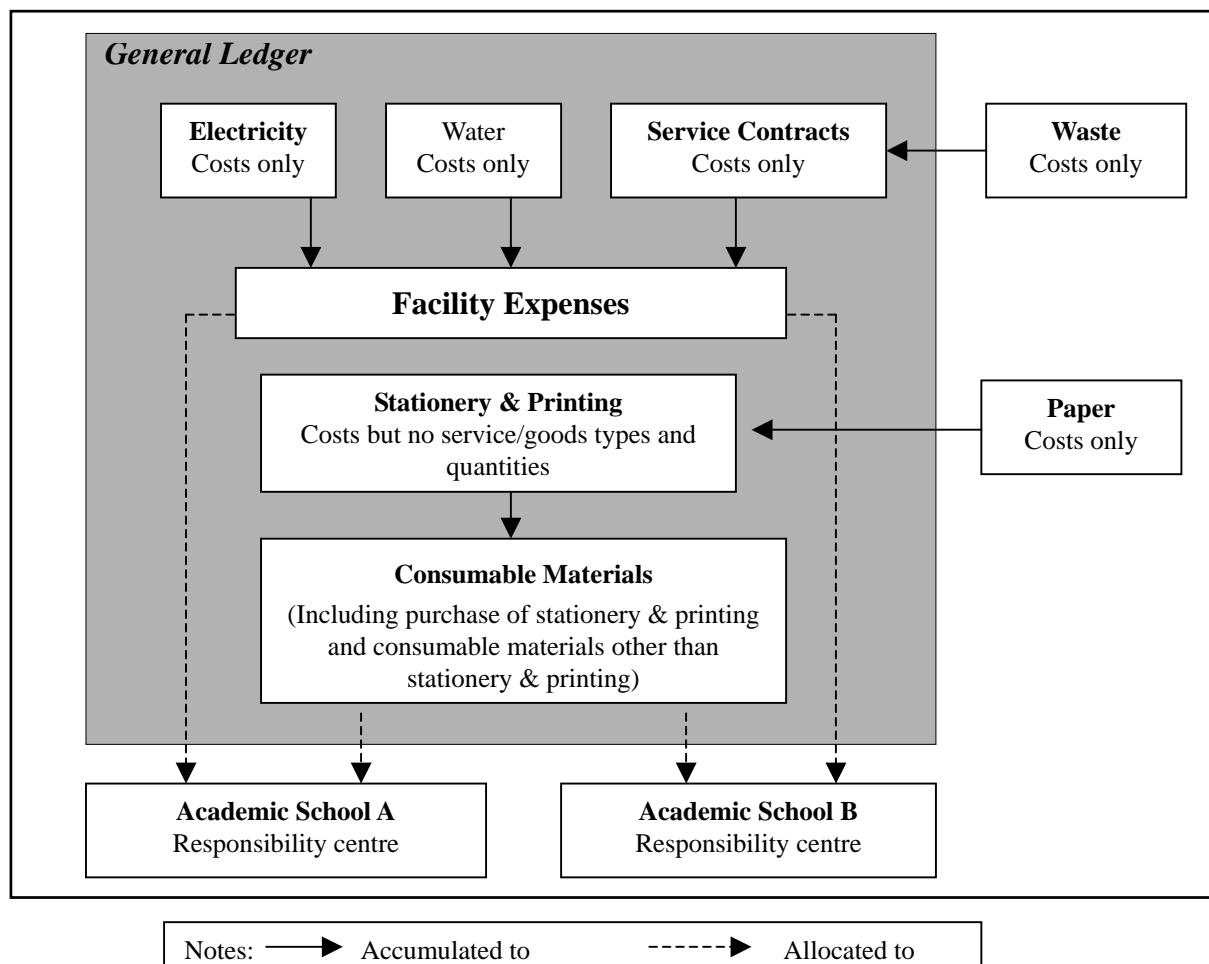 General Ledger
Electricity
Costs only
Water
Costs only
Service Contracts
Costs only
Waste
Costs only
Facility Expenses
Stationery & Printing
Costs but no service/goods types and
quantities
Paper
Costs only
Consumable Materials
(Including purchase of stationery & printing
and consumable materials other than
stationery & printing)
Academic School A
Responsibility centre
Academic School B
Responsibility centre
Notes: Accumulated to Allocated to